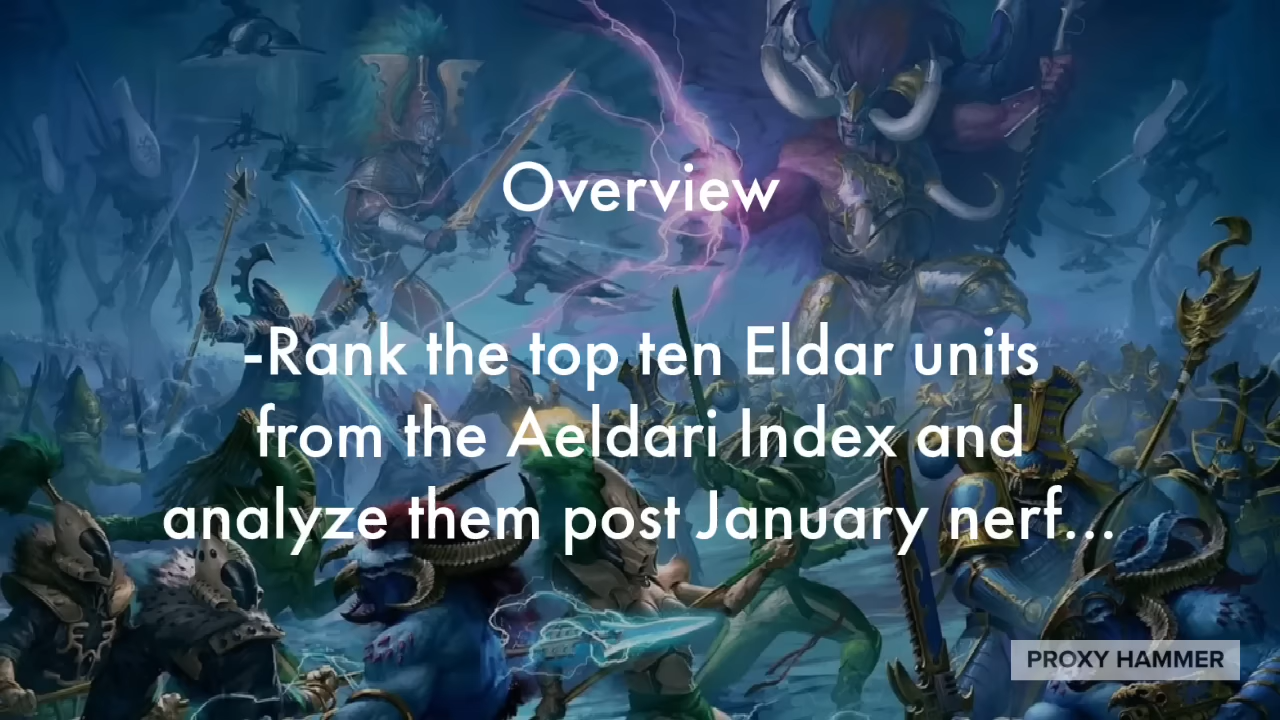 Overview
-Rank the top ten Eldar units
from the Aeldari Index and
analyze them post January nerf...
PROXY HAMMER